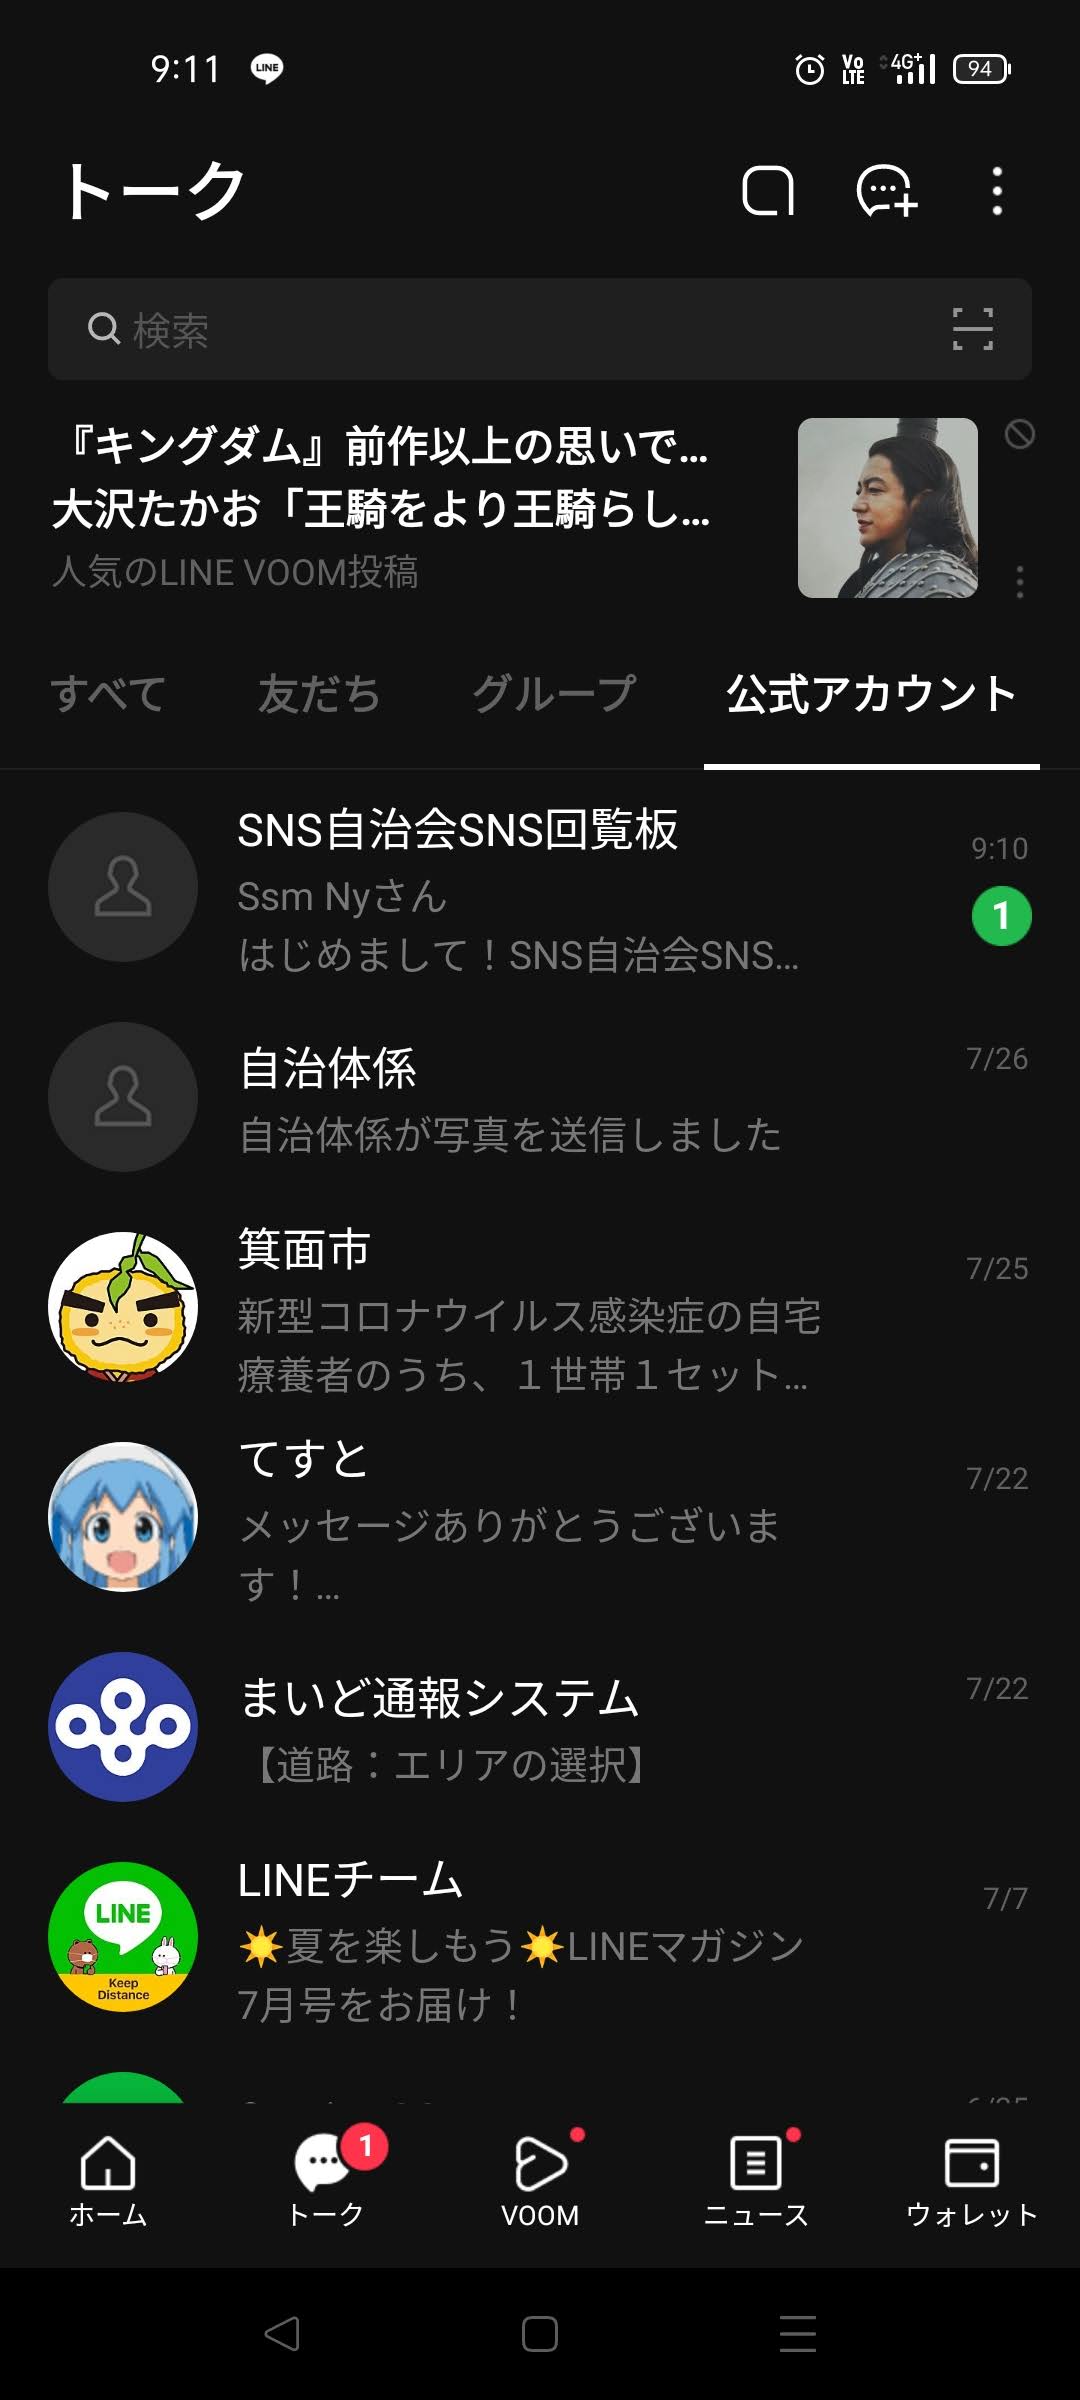 9:11
LINE
Vo LTE
4G+
94
トーク
検索
『キングダム』前作以上の思いで...
大沢たかお「王騎をより王騎らし...
人気のLINE VOOM投稿
すべて
友だち
グループ
公式アカウント
SNS自治会SNS回覧板
9:10
Ssm Nyさん
1
はじめまして！SNS自治会SNS...
自治体係
7/26
自治体係が写真を送信しました
箕面市
7/25
新型コロナウイルス感染症の自宅
療養者のうち、１世帯１セット...
てすと
7/22
メッセージありがとうございま
す！...
まいど通報システム
7/22
【道路：エリアの選択】
LINEチーム
7/7
LINE
☀️夏を楽しもう☀️LINEマガジン
Keep
Distance
7月号をお届け！
1
ホーム
トーク
VOOM
ニュース
ウォレット